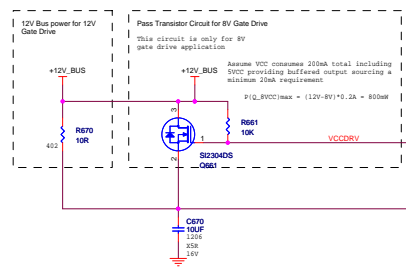 12V Bus power for 12V
Gate Drive
Pass Transistor Circuit for 8V Gate Drive
This circuit is only for 8V
gate drive application
Assume VCC consumes 200mA total including
5VCC providing buffered output sourcing a
minimum 20mA requirement
P(Q_8VCC)max = (12V-8V)*0.2A = 800mW
+12V_BUS
+12V_BUS
R670
10R
402
3
R661
10K
1
VCCDRV
2
SI2304DS
Q661
C670
10UF
1206
X5R
16V